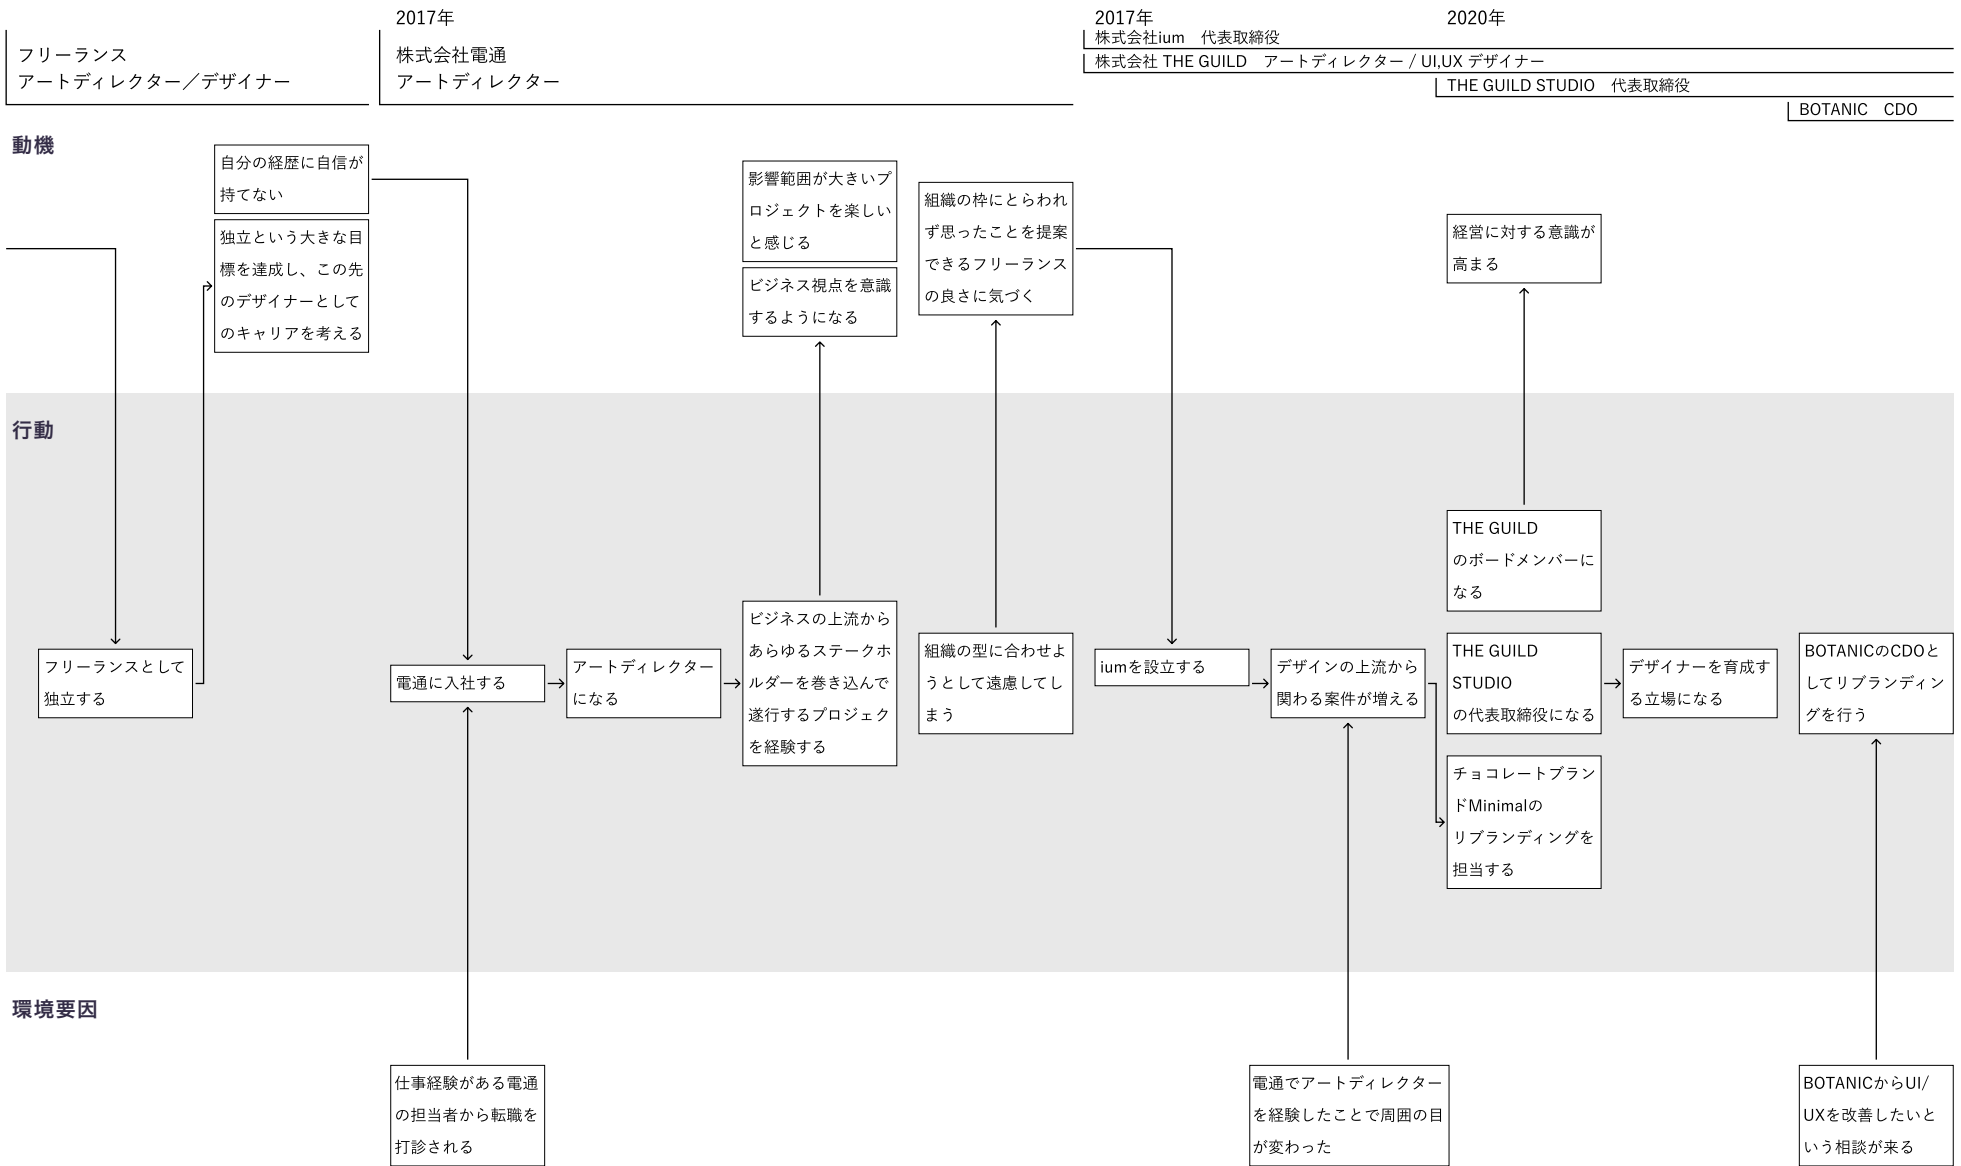 フリーランス
アートディレクター／デザイナー
2017年
株式会社電通
アートディレクター
2017年
株式会社ium　代表取締役
株式会社 THE GUILD　アートディレクター / UI,UX デザイナー
2020年
THE GUILD STUDIO　代表取締役
BOTANIC　CDO
動機
自分の経歴に自信が
持てない
独立という大きな目
標を達成し、この先
のデザイナーとして
のキャリアを考える
影響範囲が大きいプ
ロジェクトを楽しい
と感じる
ビジネス視点を意識
するようになる
組織の枠にとらわれ
ず思ったことを提案
できるフリーランス
の良さに気づく
経営に対する意識が
高まる
行動
フリーランスとして
独立する
電通に入社する
アートディレクター
になる
ビジネスの上流から
あらゆるステークホ
ルダーを巻き込んで
遂行するプロジェク
を経験する
組織の型に合わせよ
うとして遠慮してし
まう
iumを設立する
デザインの上流から
関わる案件が増える
THE GUILD
のボードメンバーに
なる
THE GUILD
STUDIO
の代表取締役になる
チョコレートブラン
ドMinimalの
リブランディングを
担当する
デザイナーを育成す
る立場になる
BOTANICのCDOと
してリブランディン
グを行う
環境要因
仕事経験がある電通
の担当者から転職を
打診される
電通でアートディレクター
を経験したことで周囲の目
が変わった
BOTANICからUI/
UXを改善したいと
いう相談が来る